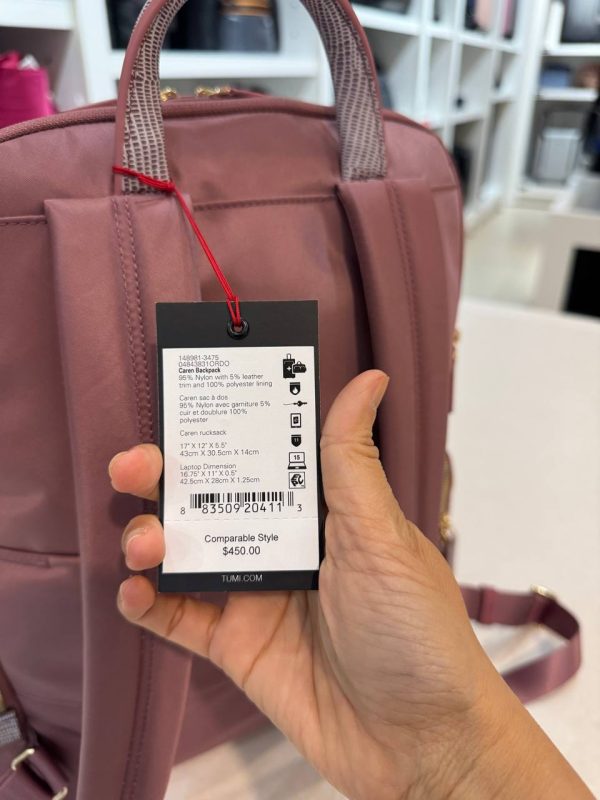 148981-3475
04843831ORDO
Caren Backpack
95% Nylon with 5% leather
trim and 100% polyester lining
Caren sac à dos
95% Nylon avec garniture 5%
cuir et doublure 100%
polyester
Caren rucksack
17" X 12" X 5.5"
43cm X 30.5cm X 14cm
Laptop Dimension
16.75" X 11" X 0.5"
42.5cm X 28cm X 1.25cm
11
15
8 83509 20411 3
Comparable Style
$450.00
TUMI.COM